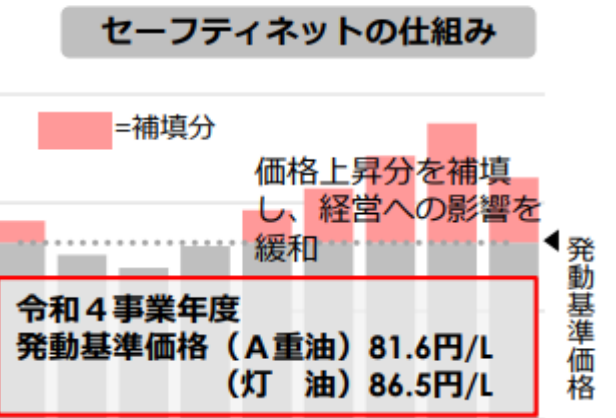 セーフティネットの仕組み
=補填分
価格上昇分を補填
し、経営への影響を
緩和
発動基準価格
令和４事業年度
発動基準価格（Ａ重油）81.6円/L
（灯　油）86.5円/L